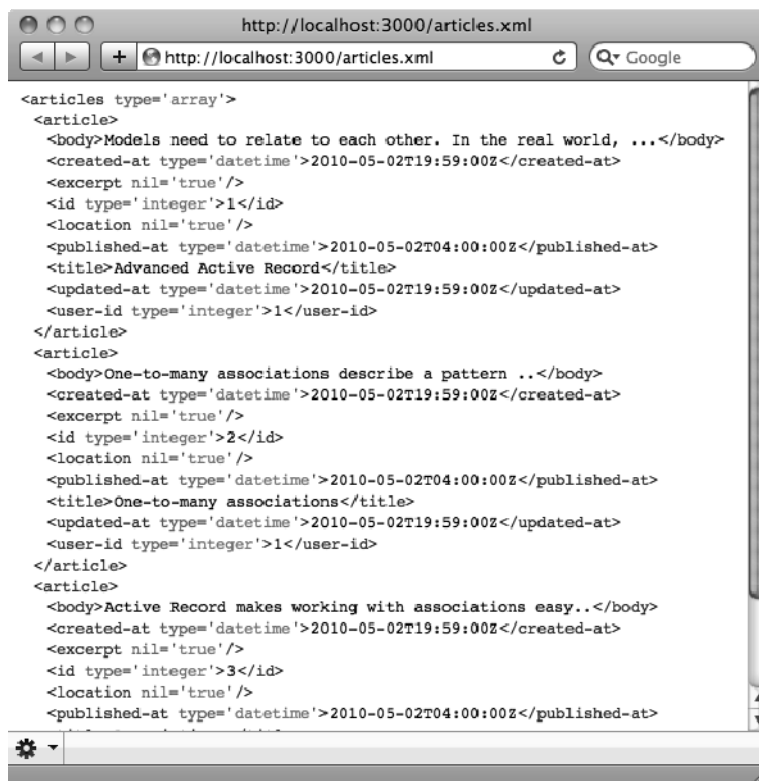 http://localhost:3000/articles.xml
http://localhost:3000/articles.xml Google
<articles type='array'>
<article>
<body>Models need to relate to each other. In the real world, ...</body>
<created-at type='datetime'>2010-05-02T19:59:00Z</created-at>
<excerpt nil='true'/>
<id type='integer'>1</id>
<location nil='true'/>
<published-at type='datetime'>2010-05-02T04:00:00Z</published-at>
<title>Advanced Active Record</title>
<updated-at type='datetime'>2010-05-02T19:59:00Z</updated-at>
<user-id type='integer'>1</user-id>
</article>
<article>
<body>One-to-many associations describe a pattern ..</body>
<created-at type='datetime'>2010-05-02T19:59:00Z</created-at>
<excerpt nil='true'/>
<id type='integer'>2</id>
<location nil='true'/>
<published-at type='datetime'>2010-05-02T04:00:00Z</published-at>
<title>One-to-many associations</title>
<updated-at type='datetime'>2010-05-02T19:59:00Z</updated-at>
<user-id type='integer'>1</user-id>
</article>
<article>
<body>Active Record makes working with associations easy..</body>
<created-at type='datetime'>2010-05-02T19:59:00Z</created-at>
<excerpt nil='true'/>
<id type='integer'>3</id>
<location nil='true'/>
<published-at type='datetime'>2010-05-02T04:00:00Z</published-at>